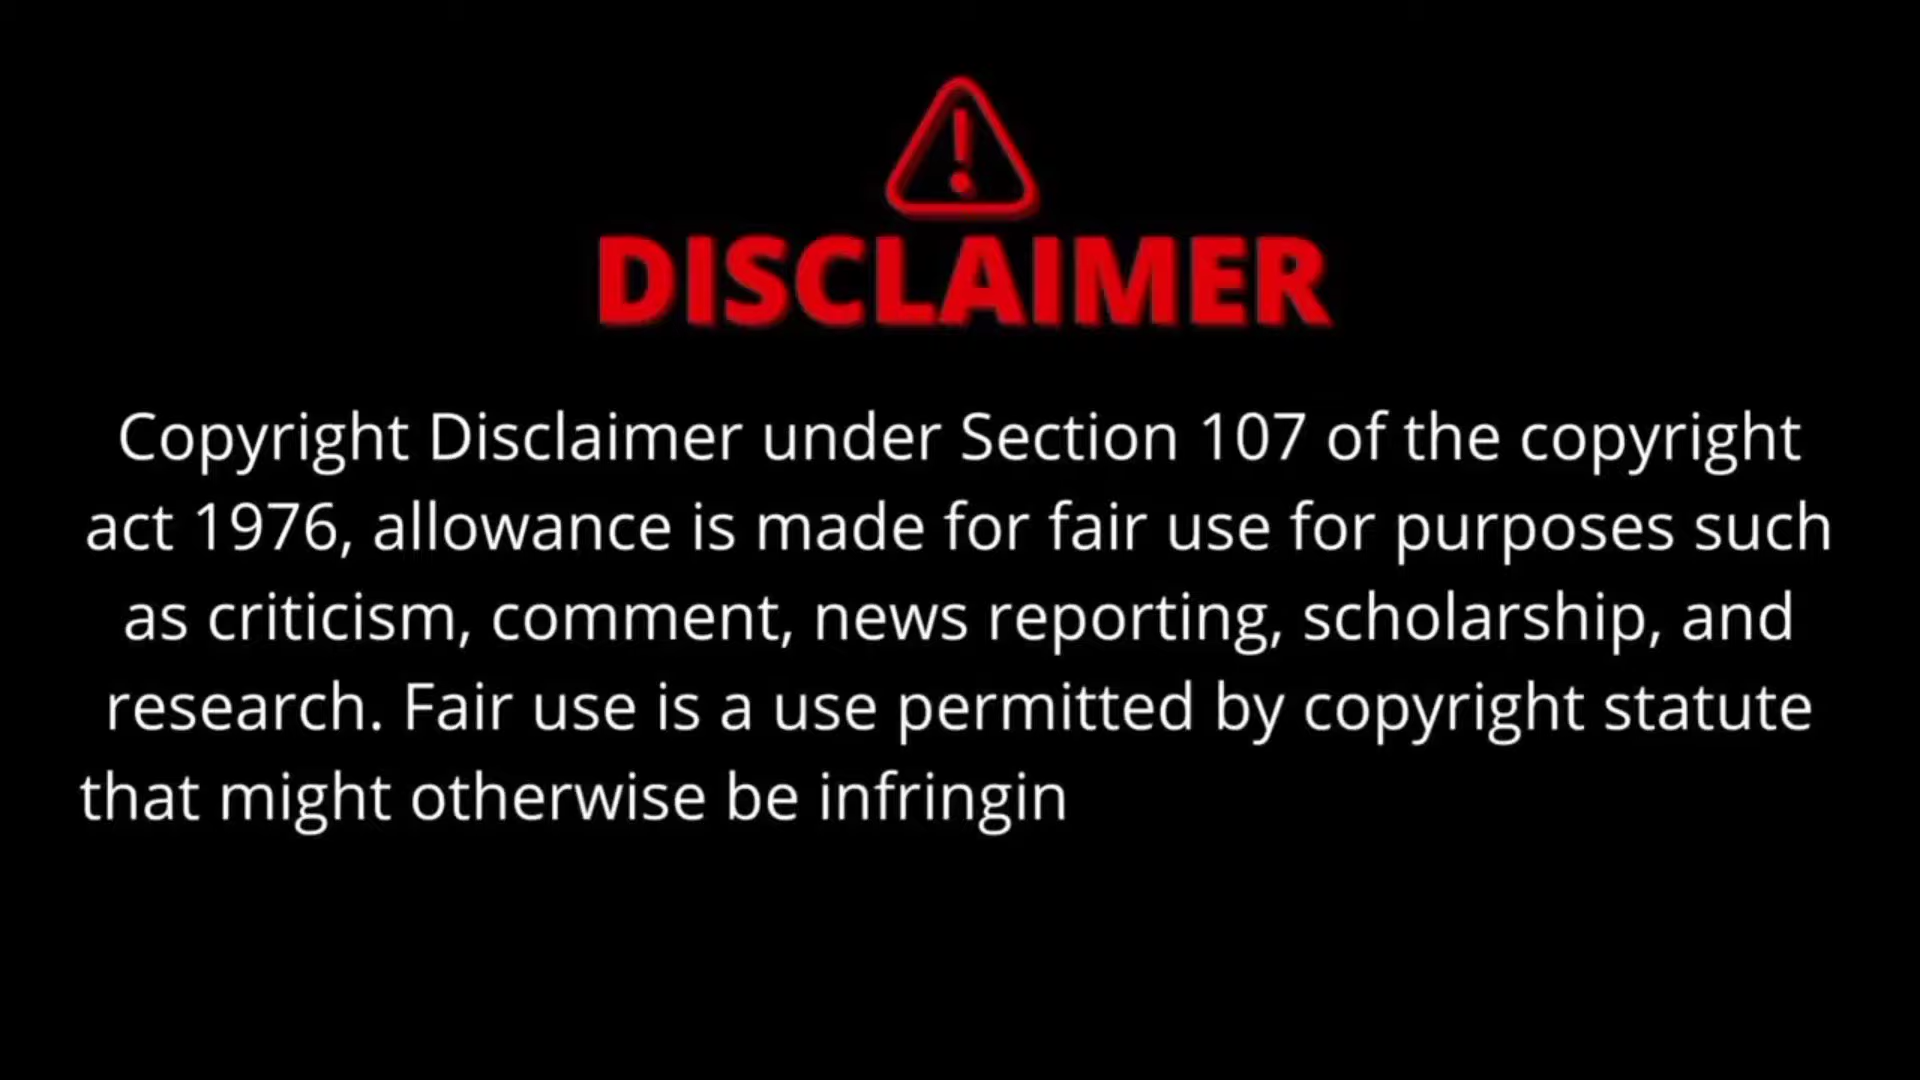 DISCLAIMER
Copyright Disclaimer under Section 107 of the copyright
act 1976, allowance is made for fair use for purposes such
as criticism, comment, news reporting, scholarship, and
research. Fair use is a use permitted by copyright statute
that might otherwise be infringin